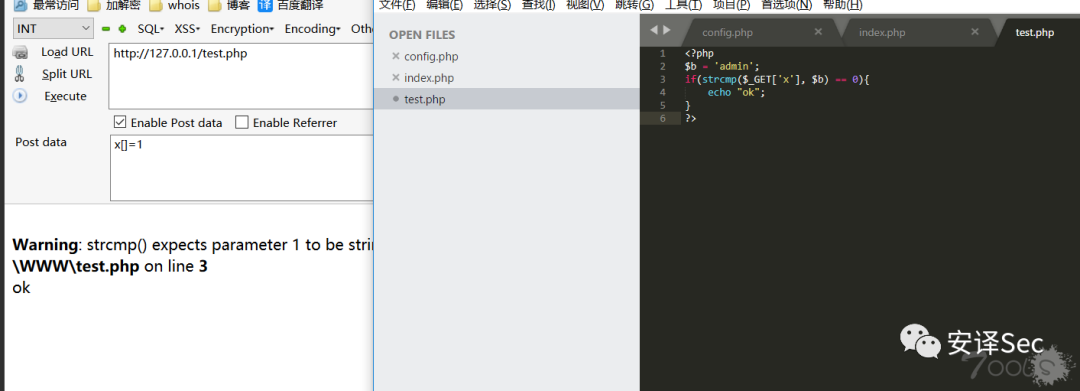 最常访问 加解密 whois 博客 译 百度翻译
INT SQL XSS Encryption Encoding Othe
Load URL
http://127.0.0.1/test.php
Split URL
Execute
Enable Post data Enable Referrer
Post data
x[]=1
Warning: strcmp() expects parameter 1 to be strin
\WWW\test.php on line 3
ok
文件(F) 编辑(E) 选择(S) 查找(I) 视图(V) 跳转(G) 工具(T) 项目(P) 首选项(N) 帮助(H)
OPEN FILES
config.php
index.php
test.php
config.php index.php test.php
1 <?php
2 $b = 'admin';
3 if(strcmp($_GET['x'], $b) == 0){
4 echo "ok";
5 }
6 ?>
安译Sec
7ools